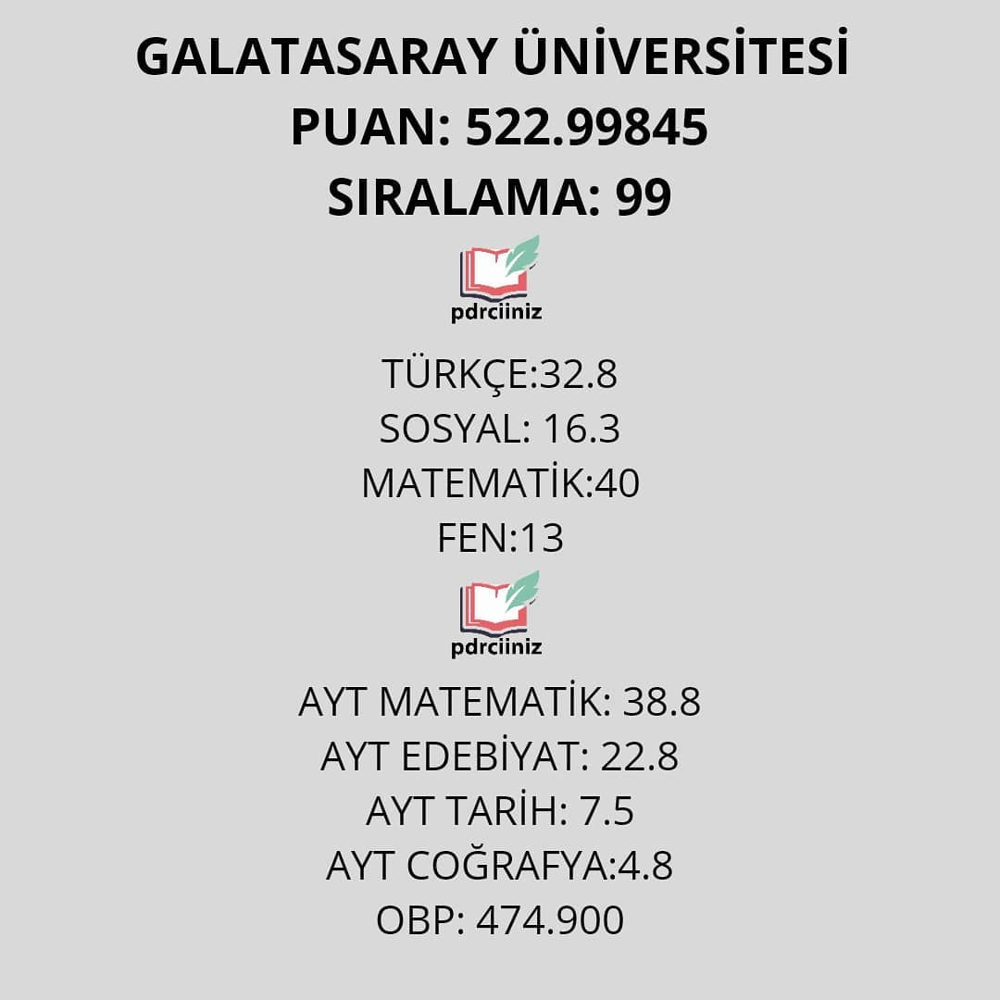 GALATASARAY ÜNİVERSİTESİ
PUAN: 522.99845
SIRALAMA: 99
pdrciiniz
TÜRKÇE:32.8
SOSYAL: 16.3
MATEMATİK:40
FEN:13
pdrciiniz
AYT MATEMATİK: 38.8
AYT EDEBİYAT: 22.8
AYT TARİH: 7.5
AYT COĞRAFYA:4.8
OBP: 474.900